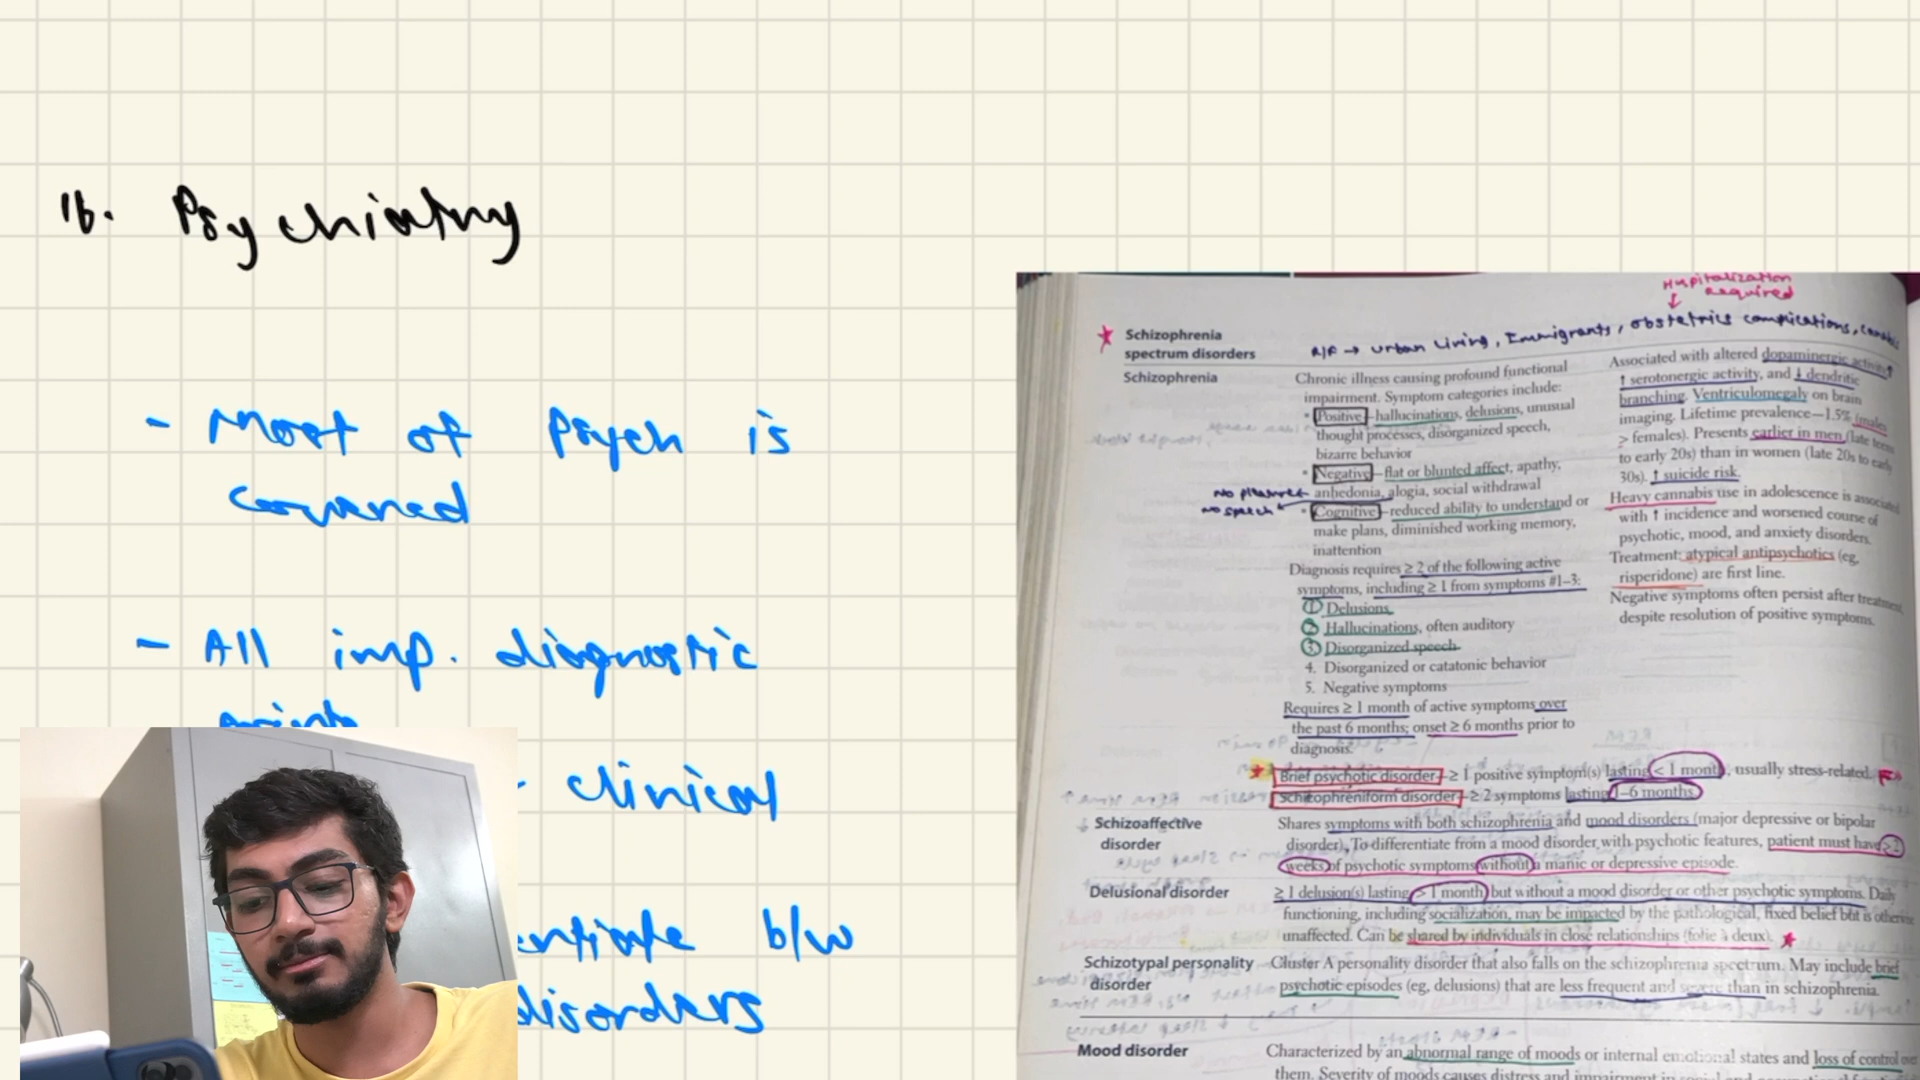 16. Psychiatry
- Most of Psych is
covered
- All imp. diagnostic
points
- clinical
entiate b/w
disorders
Hospitalization
required
Schizophrenia
spectrum disorders
R/F → Urban living, Immigrants, obstetrics complications,
Schizophrenia
Chronic illness causing profound functional
impairment. Symptom categories include:
• Positive—hallucinations, delusions, unusual
thought processes, disorganized speech,
bizarre behavior
• Negative—flat or blunted affect, apathy,
anhedonia, alogia, social withdrawal
No pleasure
no speech
• Cognitive—reduced ability to understand or
make plans, diminished working memory,
inattention
Diagnosis requires ≥ 2 of the following active
symptoms, including ≥ 1 from symptoms #1–3:
1. Delusions
2. Hallucinations, often auditory
3. Disorganized speech
4. Disorganized or catatonic behavior
5. Negative symptoms
Requires ≥ 1 month of active symptoms over
the past 6 months; onset ≥ 6 months prior to
diagnosis.
Associated with altered dopaminergic activity,
↑ serotonergic activity, and ↓ dendritic
branching. Ventriculomegaly on brain
imaging. Lifetime prevalence—1.5% (males
> females). Presents earlier in men (late teens
to early 20s) than in women (late 20s to early
30s). ↑ suicide risk.
Heavy cannabis use in adolescence is associated
with ↑ incidence and worsened course of
psychotic, mood, and anxiety disorders.
Treatment: atypical antipsychotics (eg,
risperidone) are first line.
Negative symptoms often persist after treatment,
despite resolution of positive symptoms.
Brief psychotic disorder—≥ 1 positive symptom(s) lasting < 1 month, usually stress-related.
Schizophreniform disorder—≥ 2 symptoms lasting 1–6 months.
Schizoaffective
disorder
Shares symptoms with both schizophrenia and mood disorders (major depressive or bipolar
disorder). To differentiate from a mood disorder with psychotic features, patient must have ≥ 2
weeks of psychotic symptoms without a manic or depressive episode.
Delusional disorder
≥ 1 delusion(s) lasting > 1 month, but without a mood disorder or other psychotic symptoms. Daily
functioning, including socialization, may be impacted by the pathological, fixed belief but is otherwise
unaffected. Can be shared by individuals in close relationships (folie à deux).
Schizotypal personality
disorder
Cluster A personality disorder that also falls on the schizophrenia spectrum. May include brief
psychotic episodes (eg, delusions) that are less frequent and severe than in schizophrenia.
Mood disorder
Characterized by an abnormal range of moods or internal emotional states and loss of control over
them. Severity of moods causes distress and impairment in social and